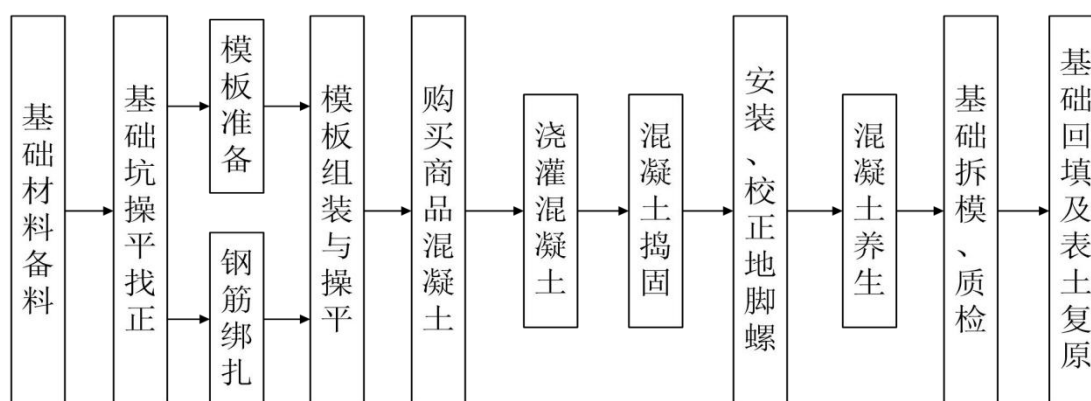 基础材料备料
基础坑操平找正
模板准备
钢筋绑扎
模板组装与操平
购买商品混凝土
浇灌混凝土
混凝土捣固
安装、校正地脚螺
混凝土养生
基础拆模、质检
基础回填及表土复原